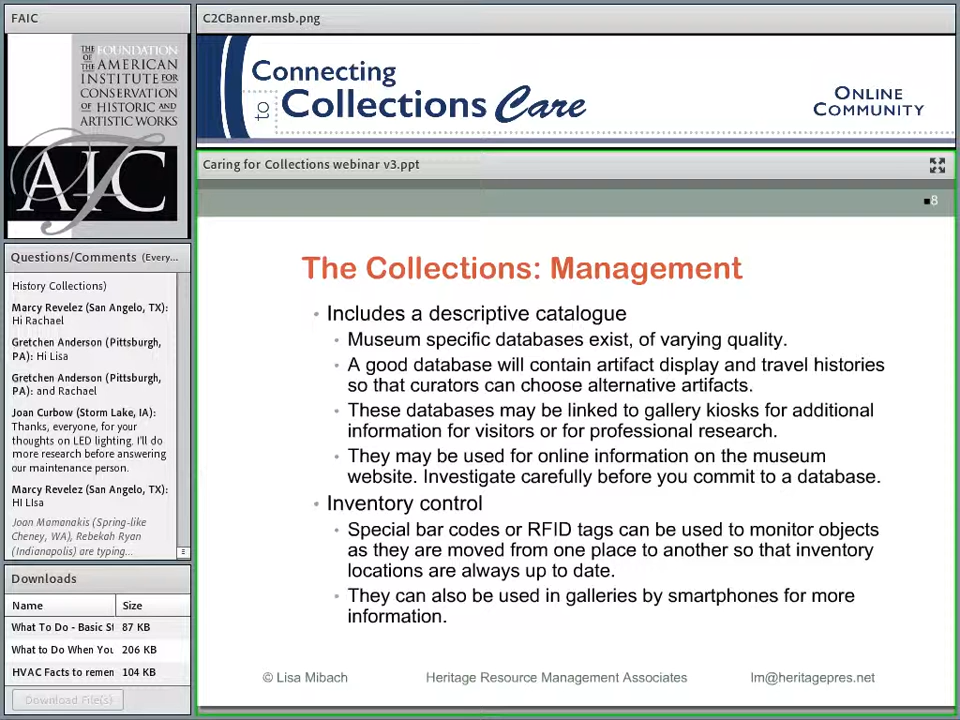 FAIC
THE FOUNDATION
OF THE AMERICAN
INSTITUTE FOR
CONSERVATION
OF HISTORIC AND
ARTISTIC WORKS
AIC
C2CBanner.msb.png
Connecting
to Collections Care
ONLINE
COMMUNITY
Questions/Comments (Every...
History Collections)
Marcy Revelez (San Angelo, TX):
Hi Rachael
Gretchen Anderson (Pittsburgh,
PA): Hi Lisa
Gretchen Anderson (Pittsburgh,
PA): and Rachael
Joan Curbow (Storm Lake, IA):
Thanks, everyone, for your
thoughts on LED lighting. I'll do
more research before answering
our maintenance person.
Marcy Revelez (San Angelo, TX):
HI LIsa
Joan Mamanakis (Spring-like
Cheney, WA), Rebekah Ryan
(Indianapolis) are typing...
Downloads
Name Size
What To Do - Basic St 87 KB
What to Do When You 206 KB
HVAC Facts to remen 104 KB
Download File(s)
Caring for Collections webinar v3.ppt
8
The Collections: Management
• Includes a descriptive catalogue
• Museum specific databases exist, of varying quality.
• A good database will contain artifact display and travel histories
so that curators can choose alternative artifacts.
• These databases may be linked to gallery kiosks for additional
information for visitors or for professional research.
• They may be used for online information on the museum
website. Investigate carefully before you commit to a database.
• Inventory control
• Special bar codes or RFID tags can be used to monitor objects
as they are moved from one place to another so that inventory
locations are always up to date.
• They can also be used in galleries by smartphones for more
information.
© Lisa Mibach Heritage Resource Management Associates lm@heritagepres.net